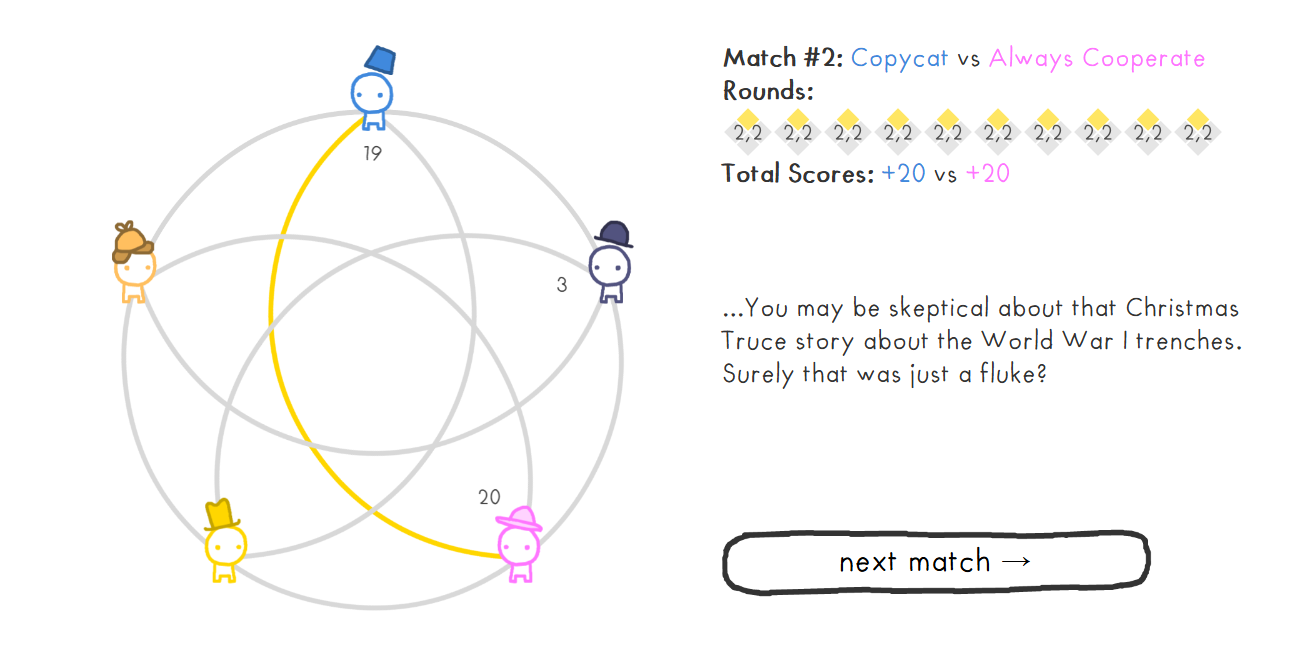 Match #2: Copycat vs Always Cooperate
Rounds:
2,2 2,2 2,2 2,2 2,2 2,2 2,2 2,2 2,2 2,2
Total Scores: +20 vs +20
19
3
20
...You may be skeptical about that Christmas
Truce story about the World War I trenches.
Surely that was just a fluke?
next match →